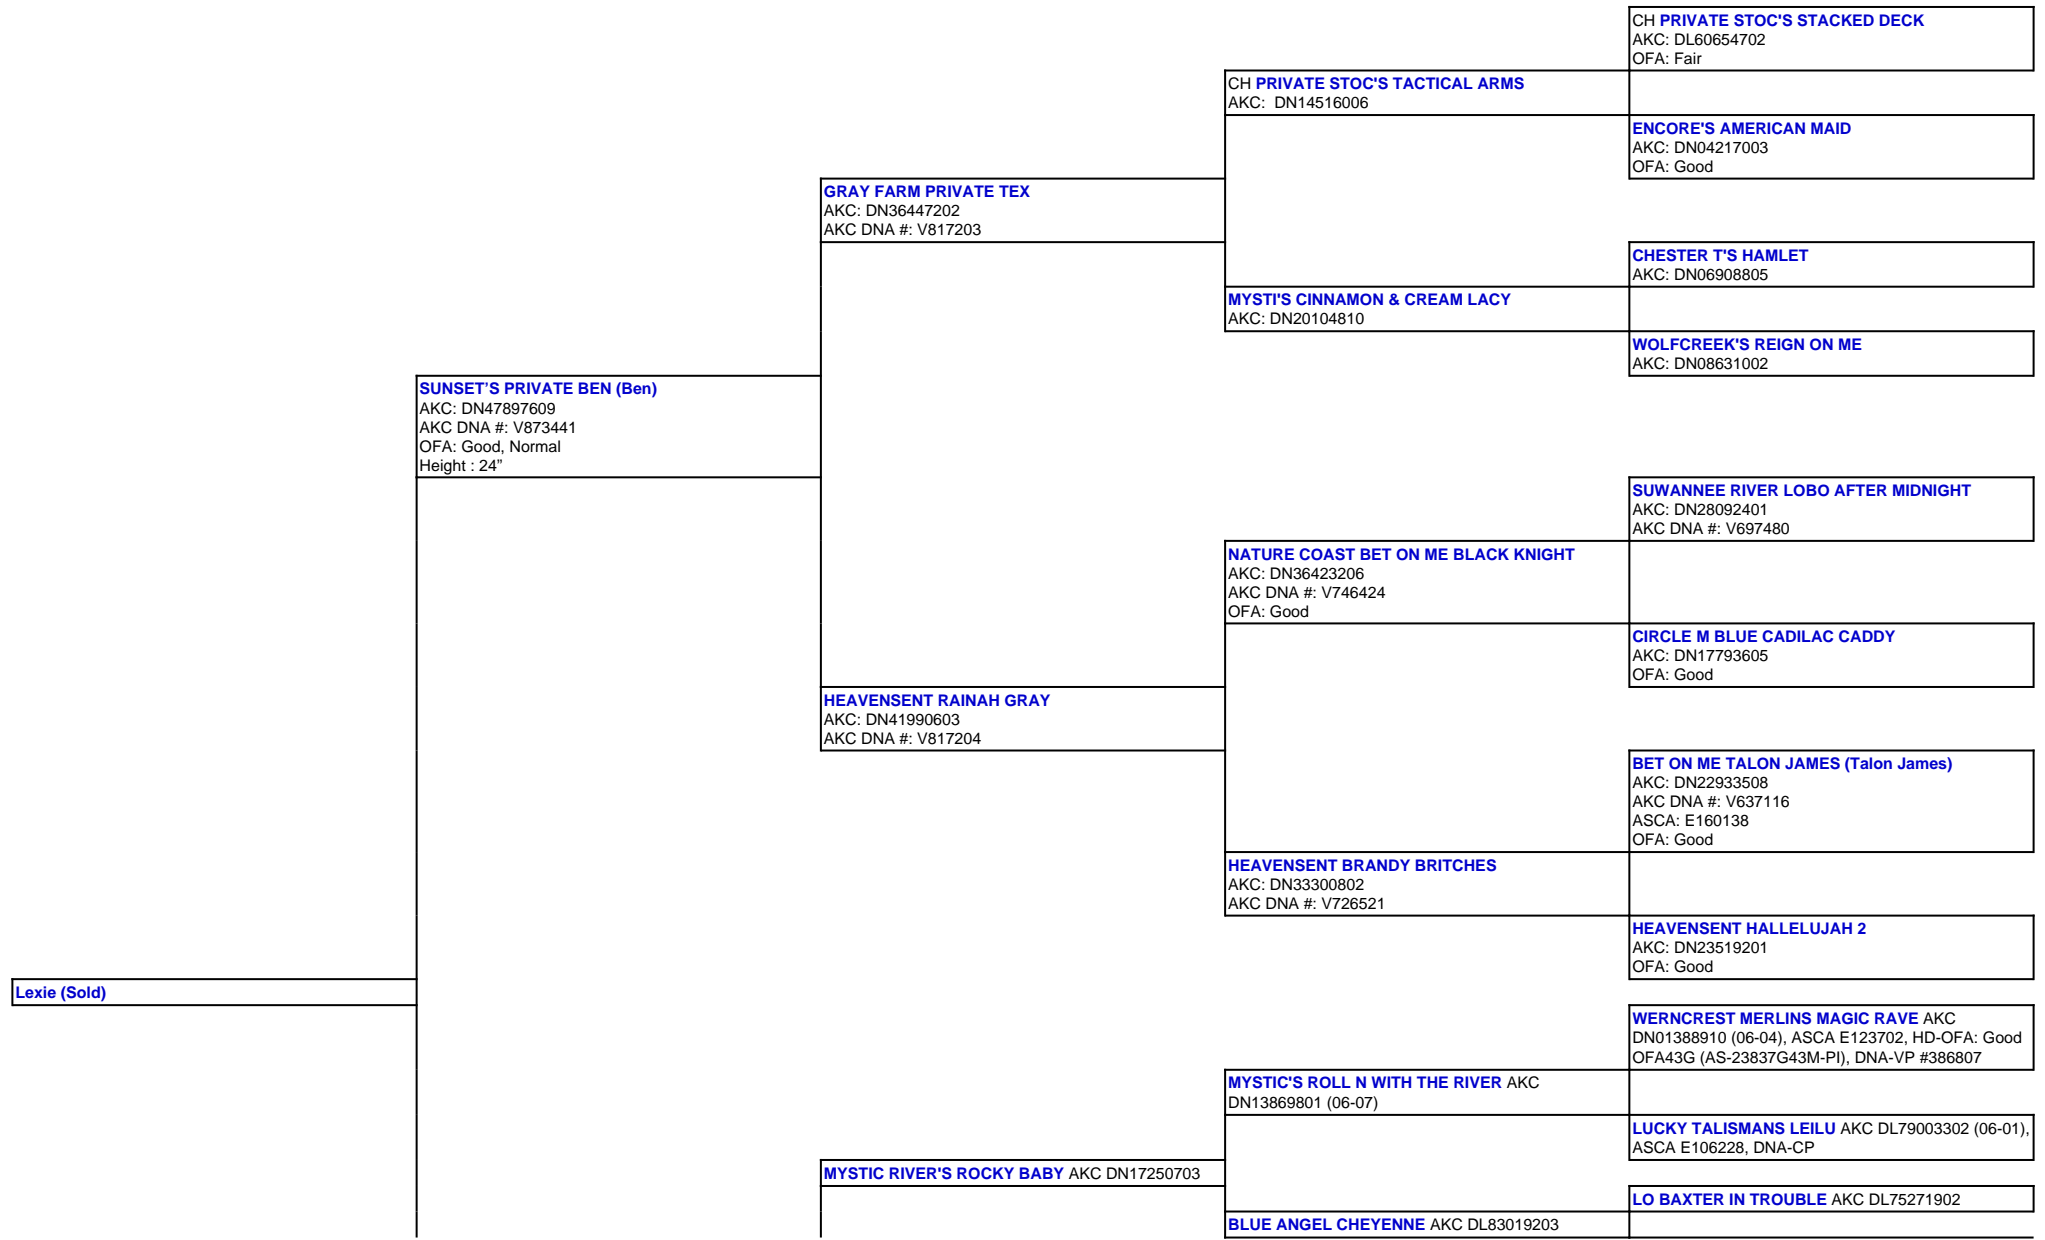 CH PRIVATE STOC'S STACKED DECK
AKC: DL60654702
OFA: Fair
CH PRIVATE STOC'S TACTICAL ARMS
AKC:  DN14516006
ENCORE'S AMERICAN MAID
AKC: DN04217003
OFA: Good
GRAY FARM PRIVATE TEX
AKC: DN36447202
AKC DNA #: V817203
CHESTER T'S HAMLET
AKC: DN06908805
MYSTI'S CINNAMON & CREAM LACY
AKC: DN20104810
WOLFCREEK'S REIGN ON ME
AKC: DN08631002
SUNSET’S PRIVATE BEN (Ben)
AKC: DN47897609
AKC DNA #: V873441
OFA: Good, Normal
Height : 24”
SUWANNEE RIVER LOBO AFTER MIDNIGHT
AKC: DN28092401
AKC DNA #: V697480
NATURE COAST BET ON ME BLACK KNIGHT
AKC: DN36423206
AKC DNA #: V746424
OFA: Good
CIRCLE M BLUE CADILAC CADDY
AKC: DN17793605
OFA: Good
HEAVENSENT RAINAH GRAY
AKC: DN41990603
AKC DNA #: V817204
BET ON ME TALON JAMES (Talon James)
AKC: DN22933508
AKC DNA #: V637116
ASCA: E160138
OFA: Good
HEAVENSENT BRANDY BRITCHES
AKC: DN33300802
AKC DNA #: V726521
HEAVENSENT HALLELUJAH 2
AKC: DN23519201
OFA: Good
Lexie (Sold)
WERNCREST MERLINS MAGIC RAVE AKC
DN01388910 (06-04), ASCA E123702, HD-OFA: Good
OFA43G (AS-23837G43M-PI), DNA-VP #386807
MYSTIC'S ROLL N WITH THE RIVER AKC
DN13869801 (06-07)
LUCKY TALISMANS LEILU AKC DL79003302 (06-01),
ASCA E106228, DNA-CP
MYSTIC RIVER'S ROCKY BABY AKC DN17250703
LO BAXTER IN TROUBLE AKC DL75271902
BLUE ANGEL CHEYENNE AKC DL83019203